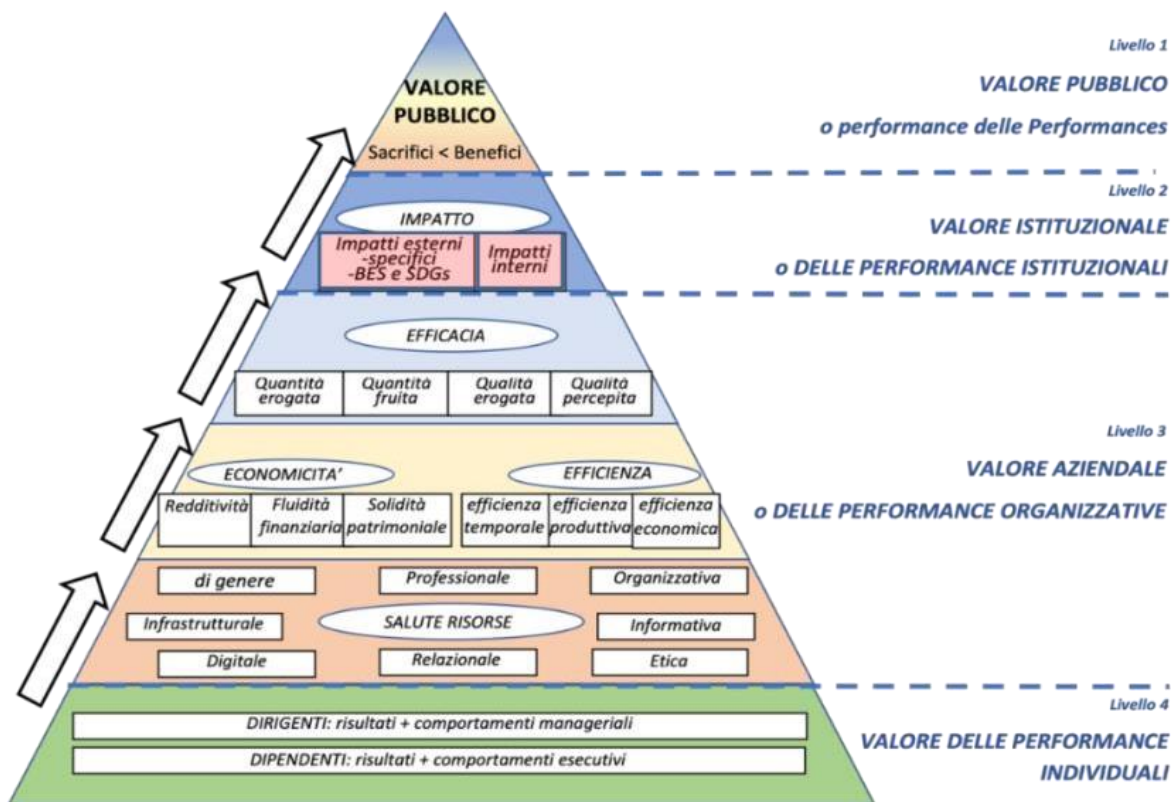 Livello 1
VALORE PUBBLICO
o performance delle Performances
VALORE
PUBBLICO
Sacrifici < Benefici
Livello 2
VALORE ISTITUZIONALE
o DELLE PERFORMANCE ISTITUZIONALI
IMPATTO
Impatti esterni
-specifici
-BES e SDGs
Impatti
interni
EFFICACIA
Quantità
erogata
Quantità
fruita
Qualità
erogata
Qualità
percepita
Livello 3
VALORE AZIENDALE
o DELLE PERFORMANCE ORGANIZZATIVE
ECONOMICITA'
Redditività
Fluidità
finanziaria
Solidità
patrimoniale
EFFICIENZA
efficienza
temporale
efficienza
produttiva
efficienza
economica
di genere
Professionale
Organizzativa
Infrastrutturale
SALUTE RISORSE
Informativa
Digitale
Relazionale
Etica
Livello 4
VALORE DELLE PERFORMANCE
INDIVIDUALI
DIRIGENTI: risultati + comportamenti manageriali
DIPENDENTI: risultati + comportamenti esecutivi